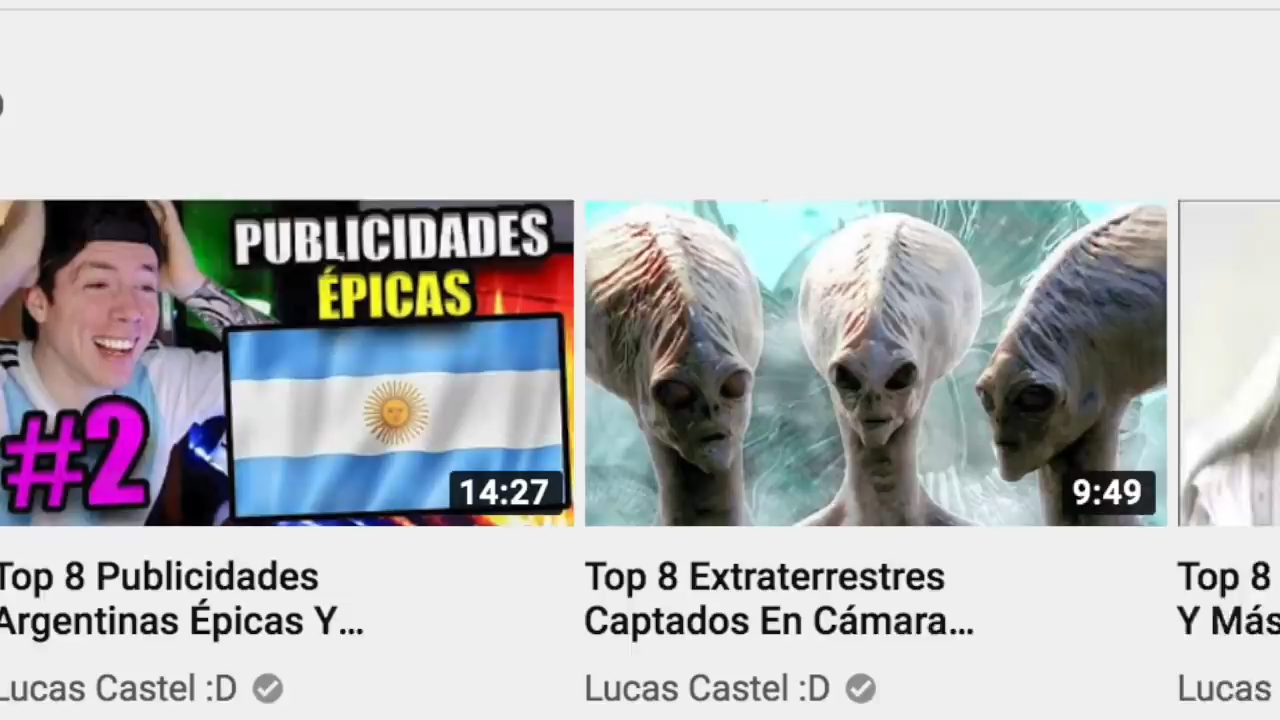 PUBLICIDADES
ÉPICAS
#2
14:27
9:49
Top 8 Publicidades
Argentinas Épicas Y...
Lucas Castel :D
Top 8 Extraterrestres
Captados En Cámara...
Lucas Castel :D
Top 8
Y Más
Lucas